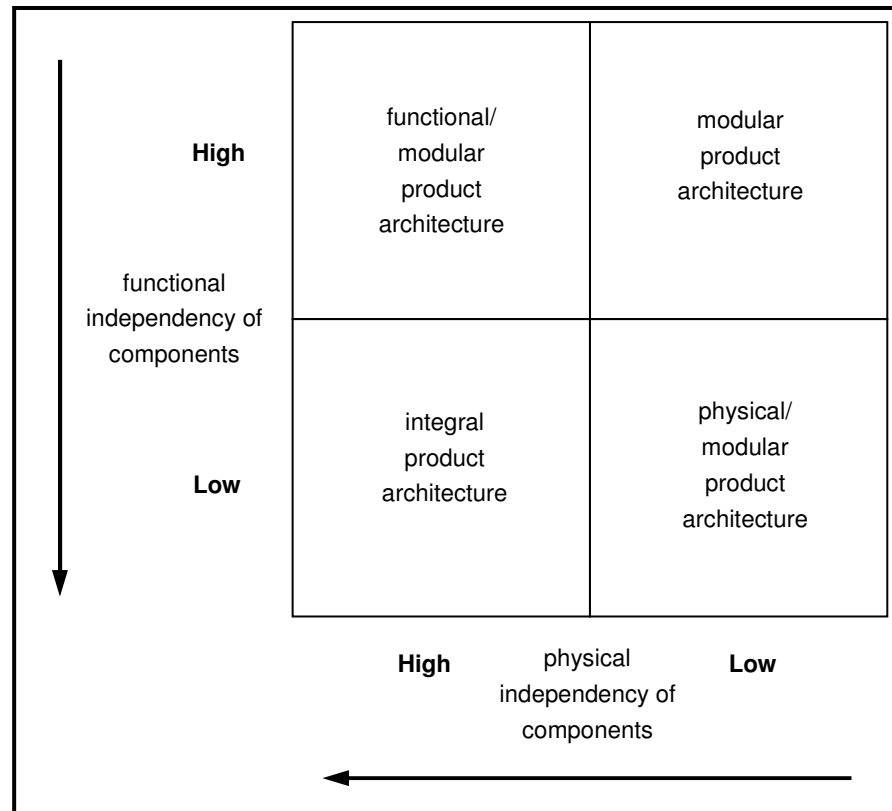 functional/
modular
product
architecture
modular
product
architecture
High
functional
independency of
components
integral
product
architecture
physical/
modular
product
architecture
Low
High
physical
independency of
components
Low